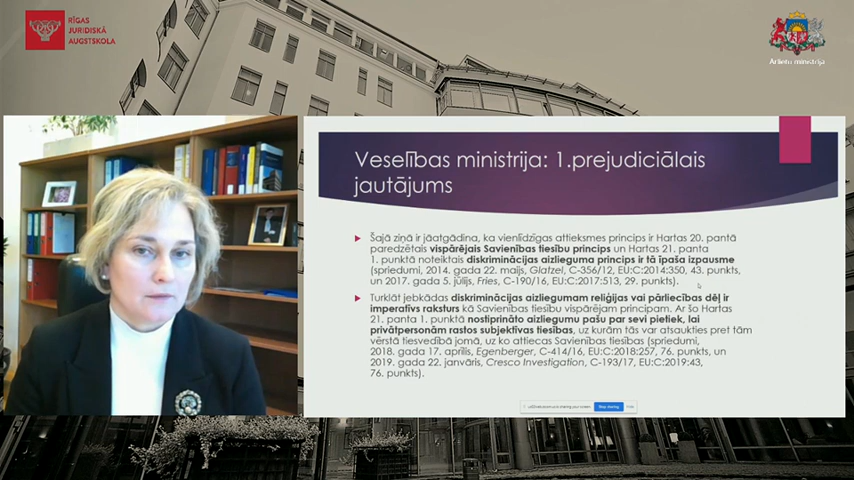 RĪGAS
JURIDISKĀ
AUGSTSKOLA
Ārlietu ministrija
Veselības ministrija: 1.prejudiciālais
jautājums
Šajā ziņā ir jāatgādina, ka vienlīdzīgas attieksmes princips ir Hartas 20. pantā
paredzētais vispārējais Savienības tiesību princips un Hartas 21. panta
1. punktā noteiktais diskriminācijas aizlieguma princips ir tā īpaša izpausme
(spriedumi, 2014. gada 22. maijs, Glatzel, C-356/12, EU:C:2014:350, 43. punkts,
un 2017. gada 5. jūlijs, Fries, C-190/16, EU:C:2017:513, 29. punkts).
Turklāt jebkādas diskriminācijas aizliegumam reliģijas vai pārliecības dēļ ir
imperatīvs raksturs kā Savienības tiesību vispārējam principam. Ar šo Hartas
21. panta 1. punktā nostiprināto aizliegumu pašu par sevi pietiek, lai
privātpersonām rastos subjektīvas tiesības, uz kurām tās var atsaukties pret tām
vērstā tiesvedībā jomā, uz ko attiecas Savienības tiesības (spriedumi,
2018. gada 17. aprīlis, Egenberger, C-414/16, EU:C:2018:257, 76. punkts, un
2019. gada 22. janvāris, Cresco Investigation, C-193/17, EU:C:2019:43,
76. punkts).
Stop sharing